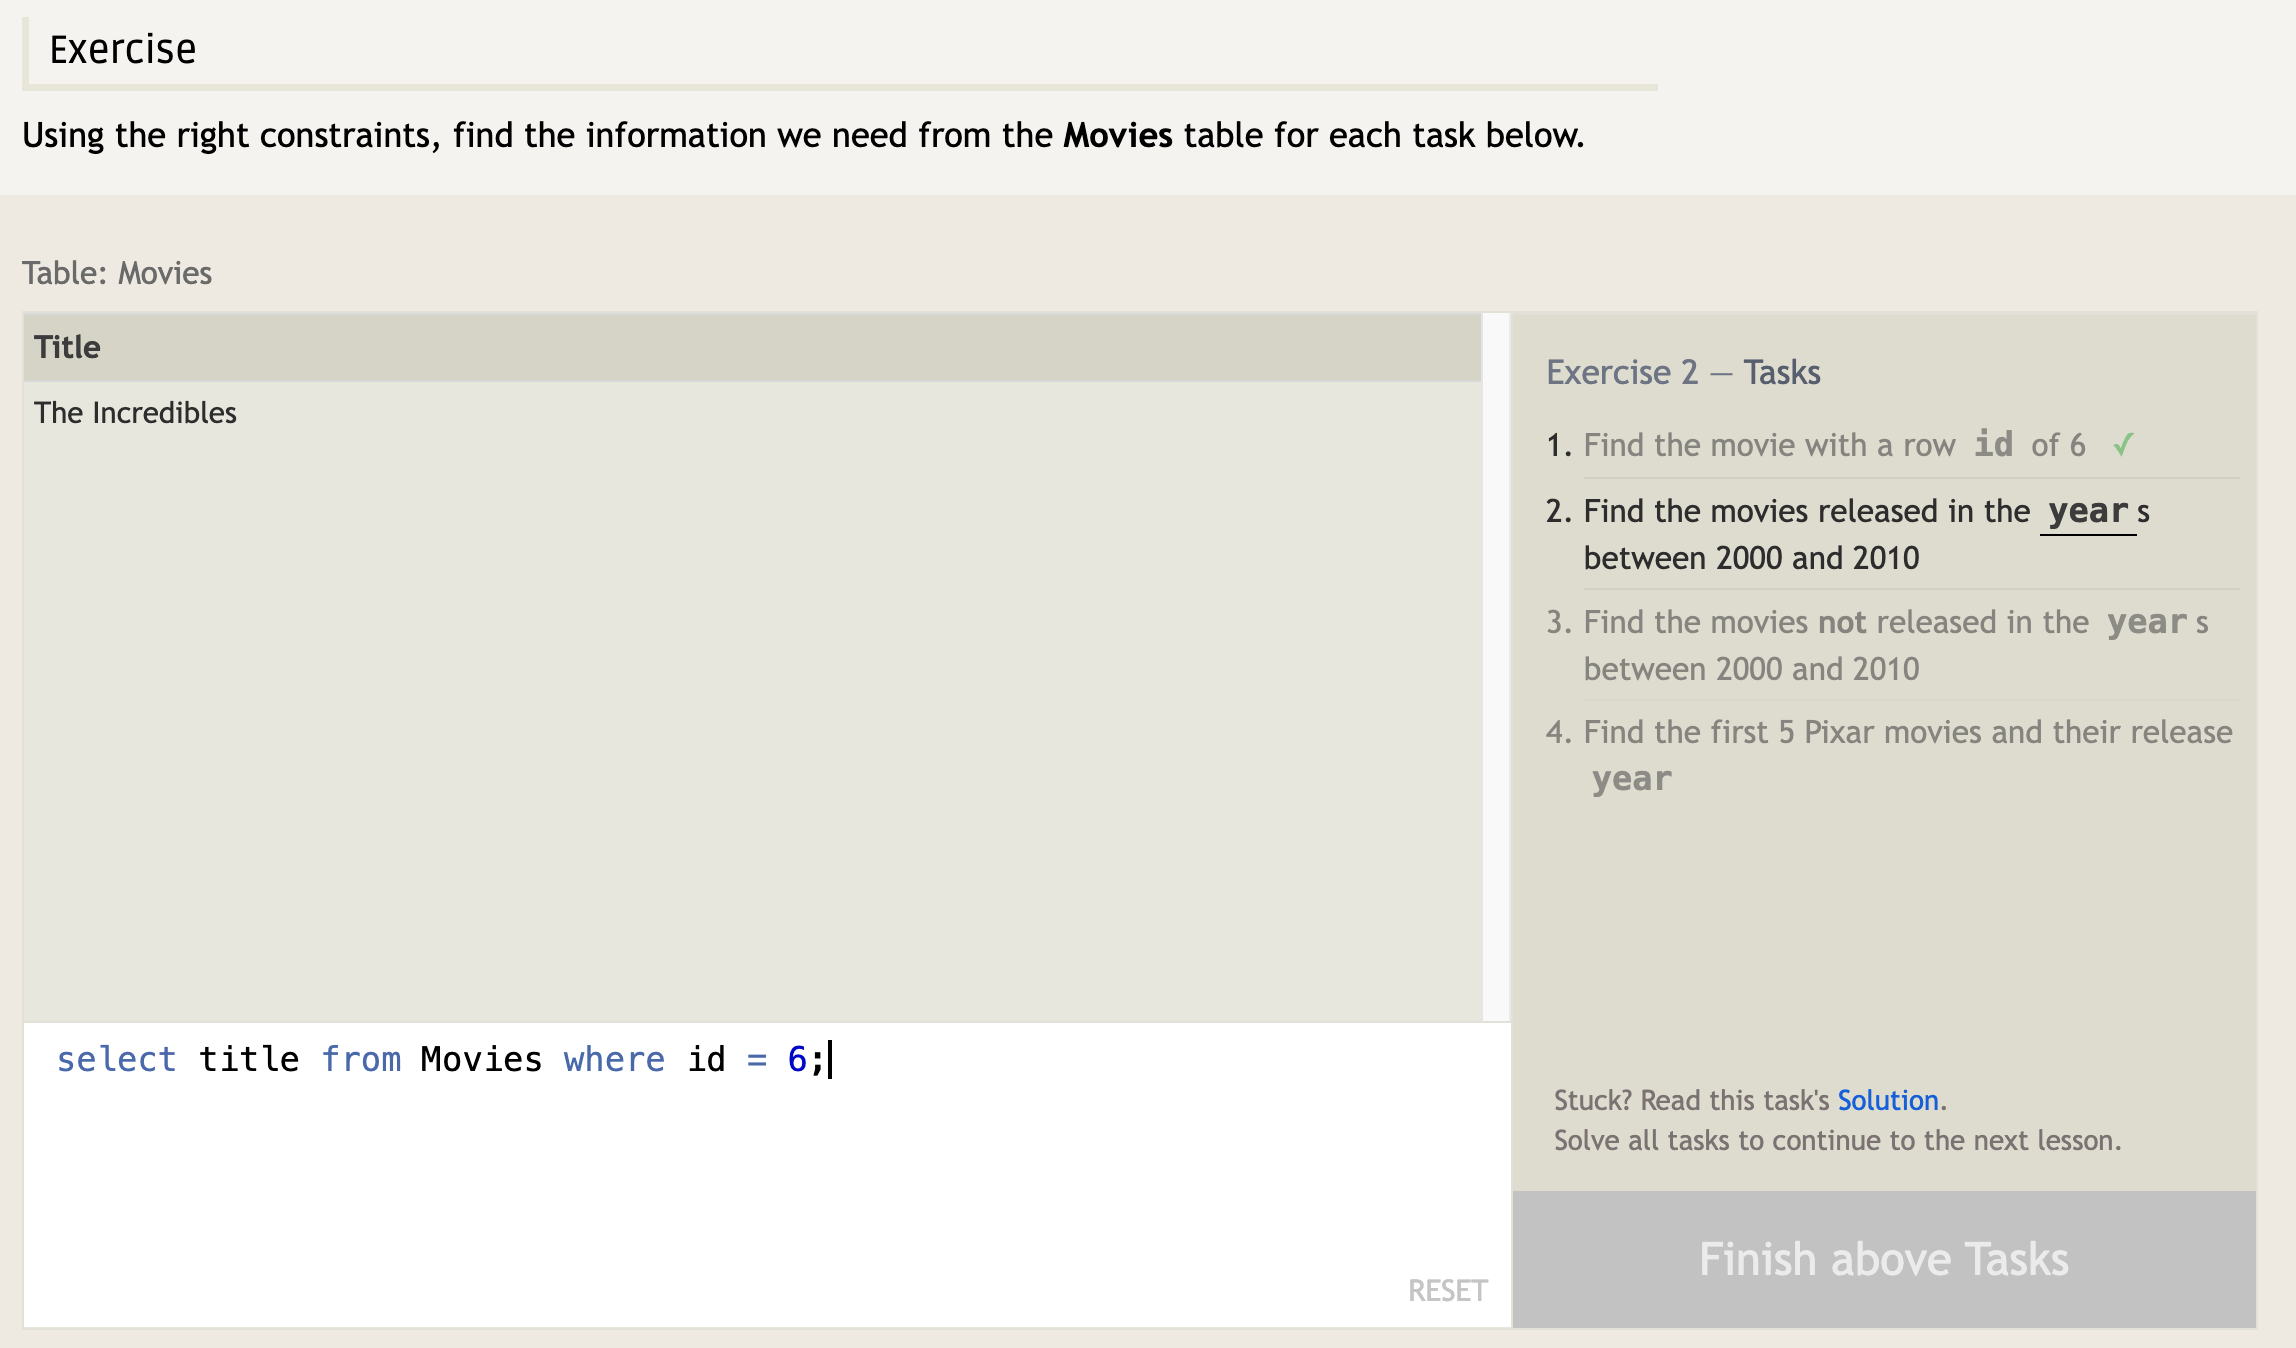 Exercise
Using the right constraints, find the information we need from the Movies table for each task below.
Table: Movies
Title
The Incredibles
select title from Movies where id = 6;
RESET
Exercise 2 — Tasks
1. Find the movie with a row id of 6 ✓
2. Find the movies released in the years
between 2000 and 2010
3. Find the movies not released in the years
between 2000 and 2010
4. Find the first 5 Pixar movies and their release
year
Stuck? Read this task's Solution.
Solve all tasks to continue to the next lesson.
Finish above Tasks